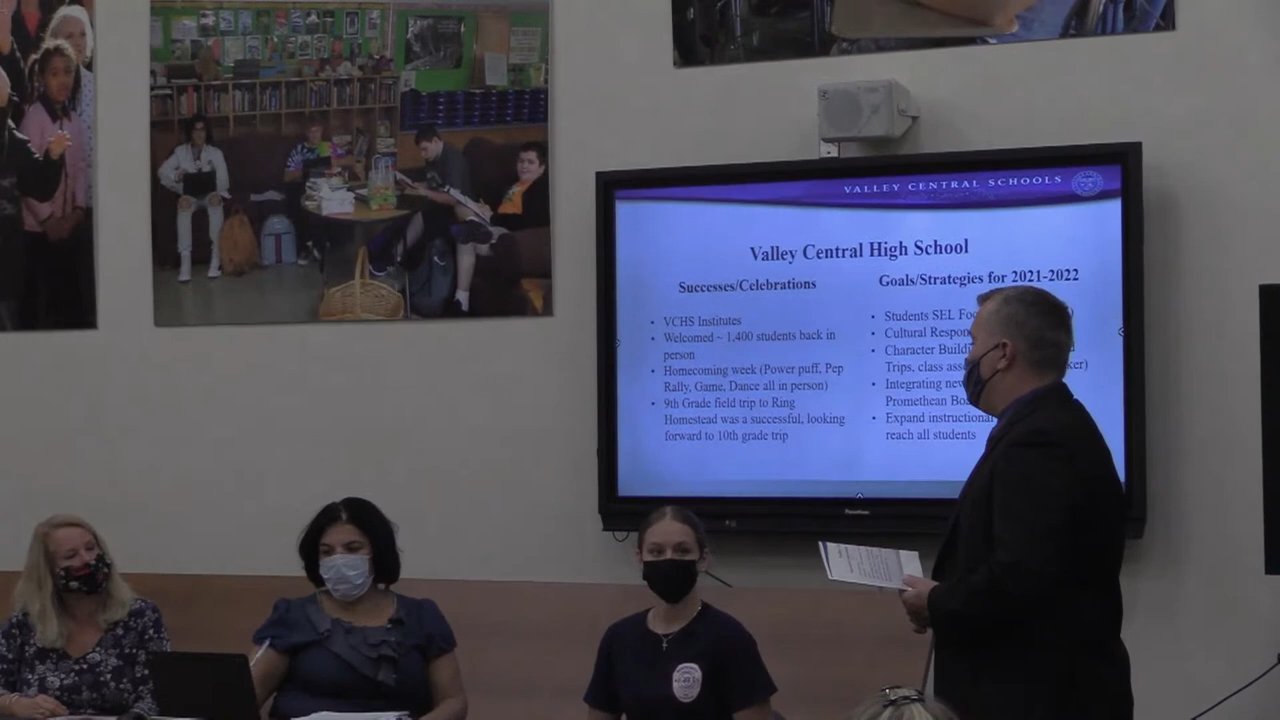 VALLEY CENTRAL SCHOOLS
Valley Central High School
Successes/Celebrations
• VCHS Institutes
• Welcomed ~ 1,400 students back in
person
• Homecoming week (Power puff, Pep
Rally, Game, Dance all in person)
• 9th Grade field trip to Ring
Homestead was a successful, looking
forward to 10th grade trip
Goals/Strategies for 2021-2022
• Students SEL
• Cultural
• Character
Trips, class
ker)
• Integrating new
Promethean
• Expand instructional
reach all students
Promethean